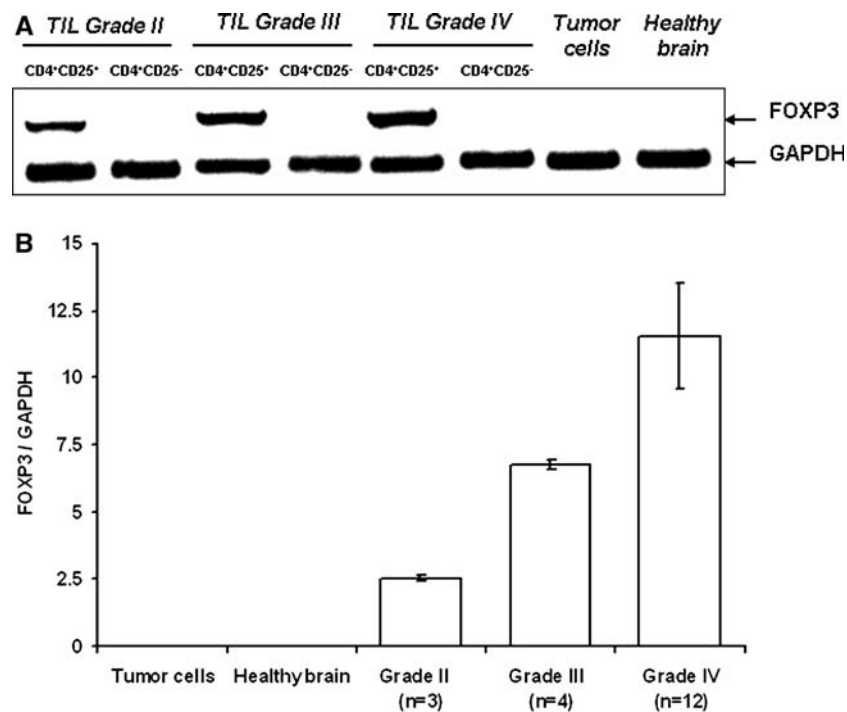 A
TIL Grade II TIL Grade III TIL Grade IV Tumor cells Healthy brain
CD4⁺CD25⁺ CD4⁺CD25⁻ CD4⁺CD25⁺ CD4⁺CD25⁻ CD4⁺CD25⁺ CD4⁺CD25⁻
FOXP3
GAPDH
B
15
12.5
10
7.5
5
2.5
0
FOXP3 / GAPDH
Tumor cells Healthy brain Grade II Grade III Grade IV
(n=3) (n=4) (n=12)